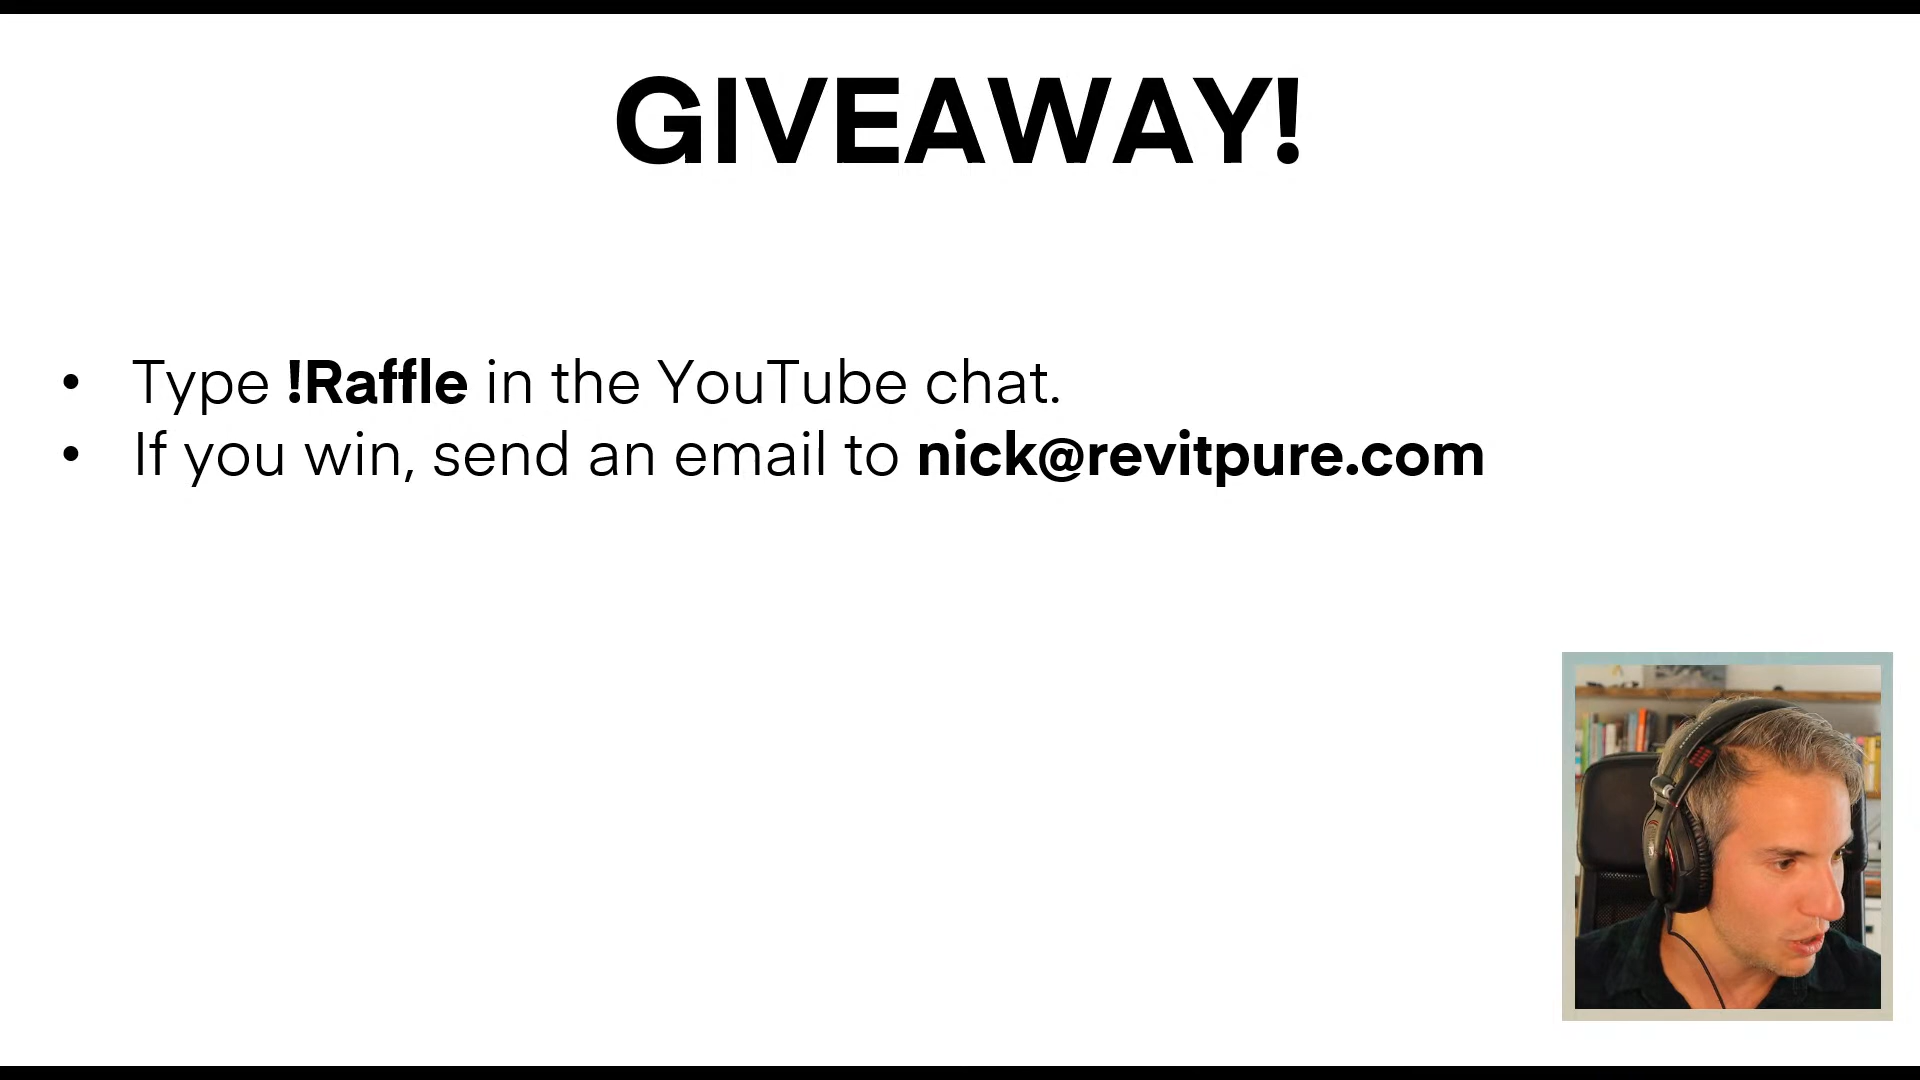 GIVEAWAY!
• Type !Raffle in the YouTube chat.
• If you win, send an email to nick@revitpure.com